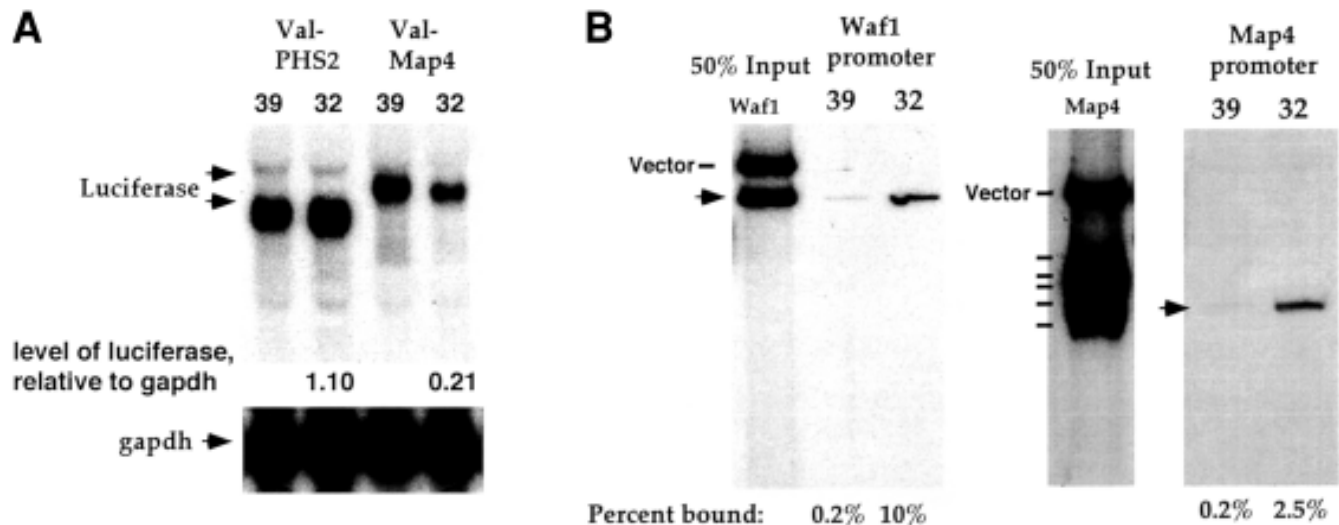 A
Val-
PHS2
Val-
Map4
39 32 39 32
Luciferase
level of luciferase,
relative to gapdh
1.10 0.21
gapdh
B
50% Input
Waf1
Waf1
promoter
39 32
Vector
Percent bound: 0.2% 10%
50% Input
Map4
Map4
promoter
39 32
Vector
0.2% 2.5%